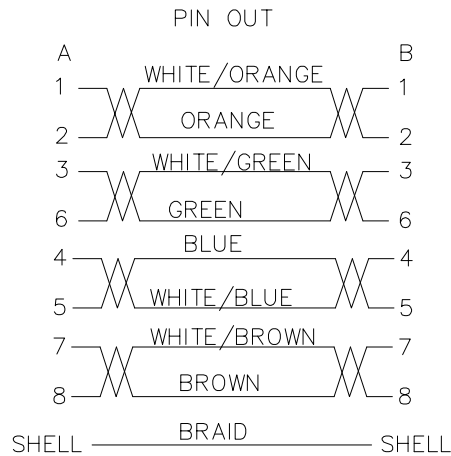 PIN OUT
A B
1 WHITE/ORANGE 1
2 ORANGE 2
3 WHITE/GREEN 3
6 GREEN 6
4 BLUE 4
5 WHITE/BLUE 5
7 WHITE/BROWN 7
8 BROWN 8
SHELL BRAID SHELL